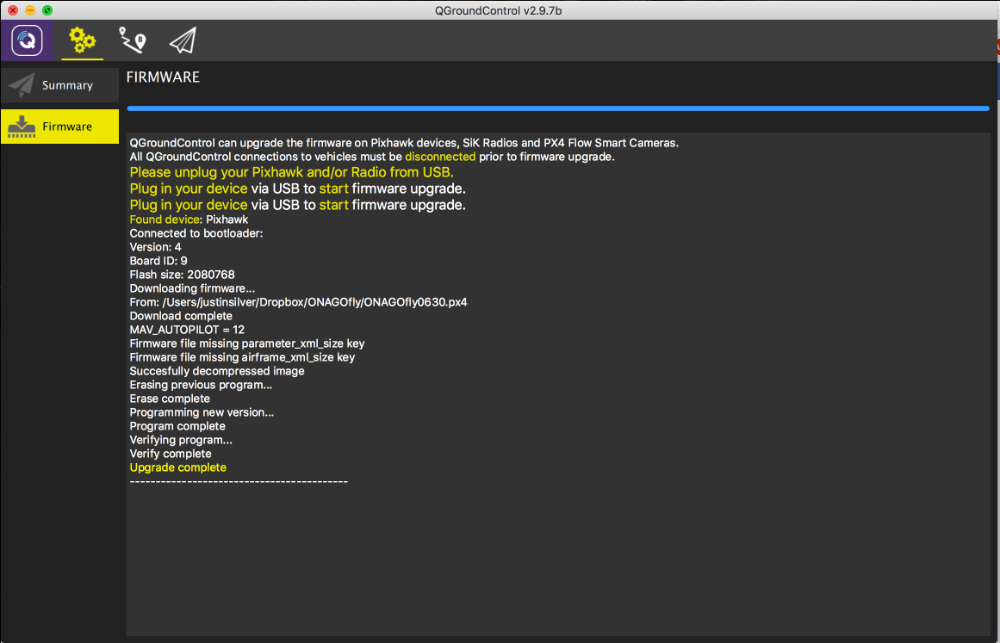 QGroundControl v2.9.7b
Summary
Firmware
FIRMWARE
QGroundControl can upgrade the firmware on Pixhawk devices, SiK Radios and PX4 Flow Smart Cameras.
All QGroundControl connections to vehicles must be disconnected prior to firmware upgrade.
Please unplug your Pixhawk and/or Radio from USB.
Plug in your device via USB to start firmware upgrade.
Plug in your device via USB to start firmware upgrade.
Found device: Pixhawk
Connected to bootloader:
Version: 4
Board ID: 9
Flash size: 2080768
Downloading firmware...
From: /Users/justinsilver/Dropbox/ONAGOfly/ONAGOfly0630.px4
Download complete
MAV_AUTOPILOT = 12
Firmware file missing parameter_xml_size key
Firmware file missing airframe_xml_size key
Succesfully decompressed image
Erasing previous program...
Erase complete
Programming new version...
Program complete
Verifying program...
Verify complete
Upgrade complete
------------------------------------------